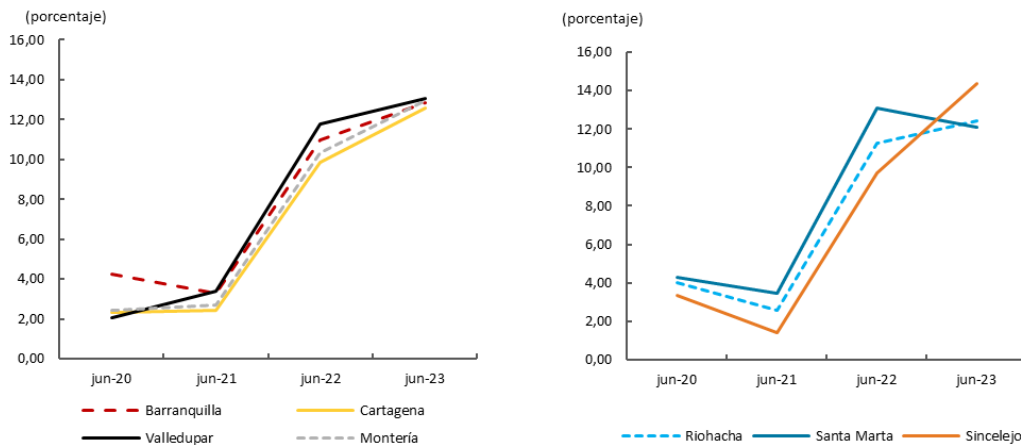 (porcentaje)
16,00
14,00
12,00
10,00
8,00
6,00
4,00
2,00
0,00
jun-20 jun-21 jun-22 jun-23
Barranquilla Cartagena
Valledupar Montería
(porcentaje)
16,00
14,00
12,00
10,00
8,00
6,00
4,00
2,00
0,00
jun-20 jun-21 jun-22 jun-23
Riohacha Santa Marta Sincelejo